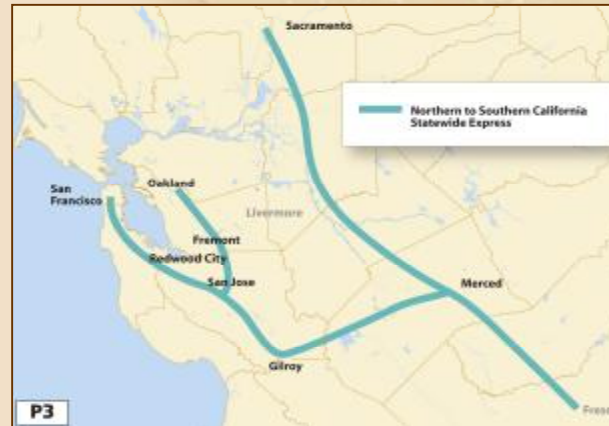 Sacramento
Northern to Southern California
Statewide Express
San
Francisco
Oakland
Livermore
Fremont
Redwood City
San Jose
Merced
Gilroy
P3